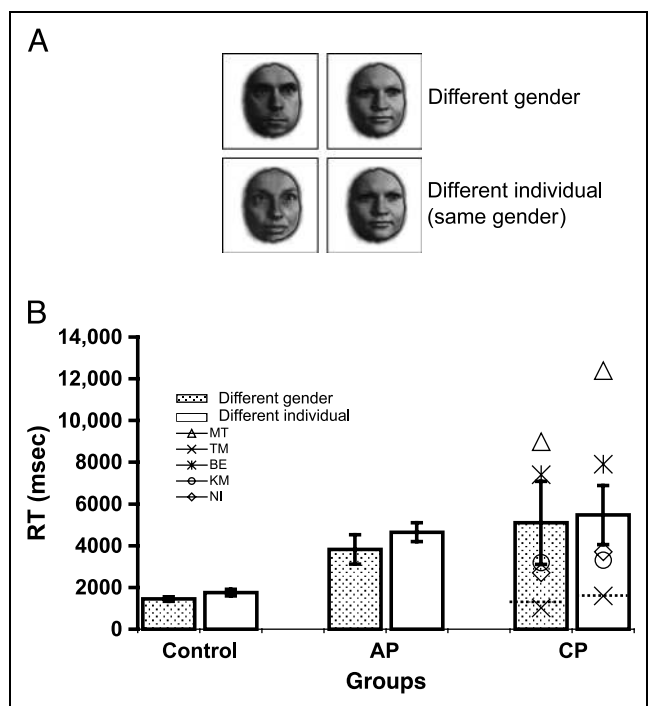 A
Different gender
Different individual
(same gender)
B
14,000
12,000
10,000
8000
6000
4000
2000
0
RT (msec)
Different gender
Different individual
MT
TM
BE
KM
NI
Control
AP
CP
Groups